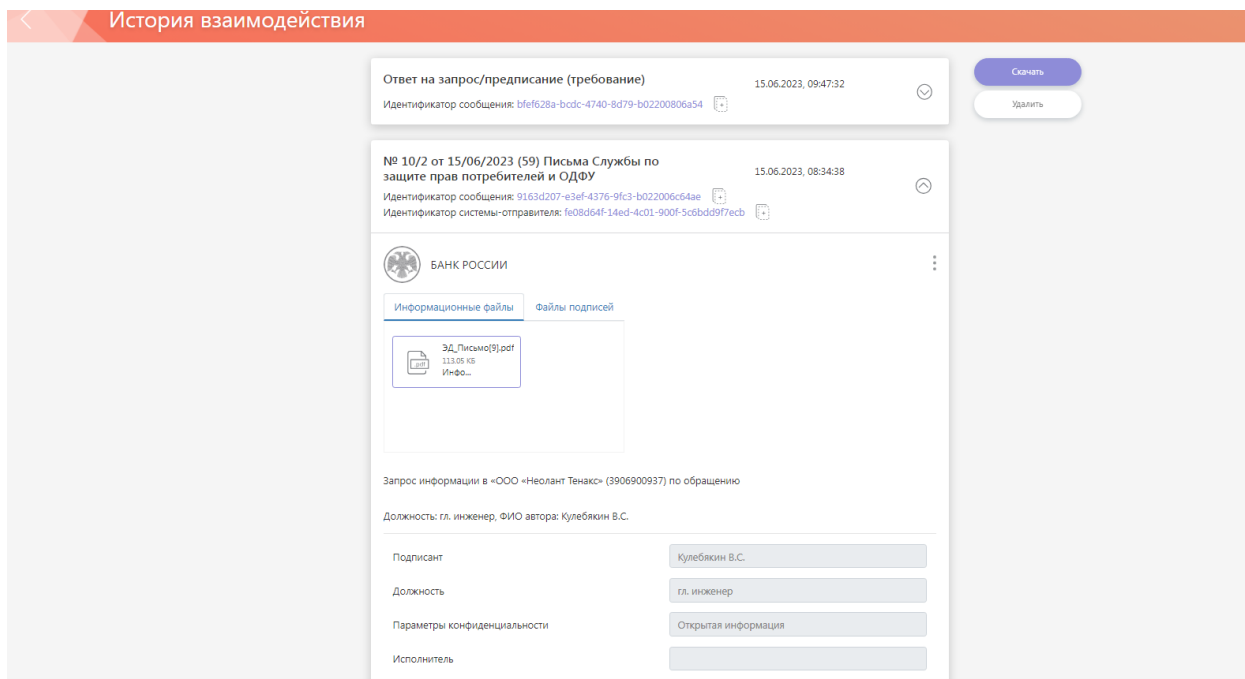 История взаимодействия
Ответ на запрос/предписание (требование)
15.06.2023, 09:47:32
Идентификатор сообщения: bfef628a-bcdc-4740-8d79-b02200806a54
Скачать
Удалить
№ 10/2 от 15/06/2023 (59) Письма Службы по
защите прав потребителей и ОДФУ
15.06.2023, 08:34:38
Идентификатор сообщения: 9163d207-e3ef-4376-9fc3-b022006c64ae
Идентификатор системы-отправителя: fe08d64f-14ed-4c01-900f-5c6bdd9f7ecb
БАНК РОССИИ
Информационные файлы
Файлы подписей
ЭД_Письмо[9].pdf
113.05 КБ
.pdf
Инфо...
Запрос информации в «ООО «Неолант Тенакс» (3906900937) по обращению
Должность: гл. инженер, ФИО автора: Кулебякин В.С.
Подписант
Кулебякин В.С.
Должность
гл. инженер
Параметры конфиденциальности
Открытая информация
Исполнитель